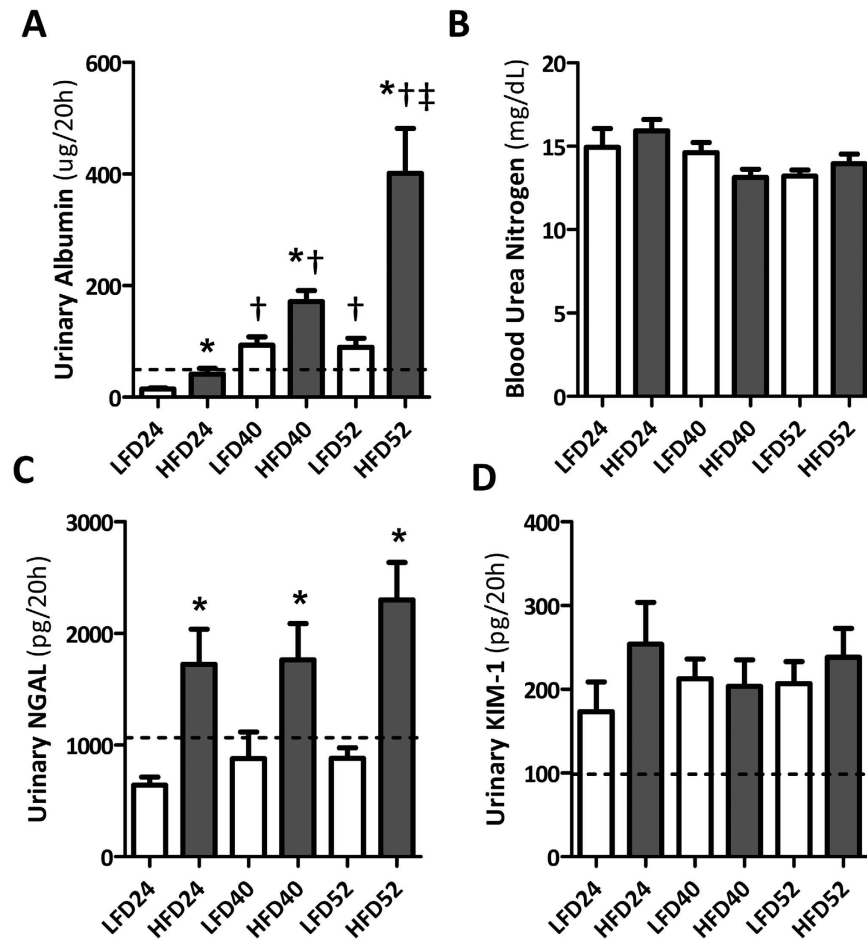 A
Urinary Albumin (ug/20h)
600
400
200
0
*
†
*†
†
*†‡
LFD24
HFD24
LFD40
HFD40
LFD52
HFD52
B
Blood Urea Nitrogen (mg/dL)
20
15
10
5
0
LFD24
HFD24
LFD40
HFD40
LFD52
HFD52
C
Urinary NGAL (pg/20h)
3000
2000
1000
0
*
*
*
LFD24
HFD24
LFD40
HFD40
LFD52
HFD52
D
Urinary KIM-1 (pg/20h)
400
300
200
100
0
LFD24
HFD24
LFD40
HFD40
LFD52
HFD52